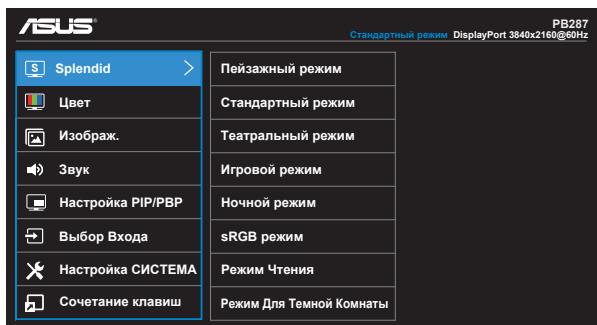 ASUS
PB287
Стандартный режим DisplayPort 3840x2160@60Hz
S Splendid
Цвет
Изображ.
Звук
Настройка PIP/PBP
Выбор Входа
Настройка СИСТЕМА
Сочетание клавиш
Пейзажный режим
Стандартный режим
Театральный режим
Игровой режим
Ночной режим
sRGB режим
Режим Чтения
Режим Для Темной Комнаты